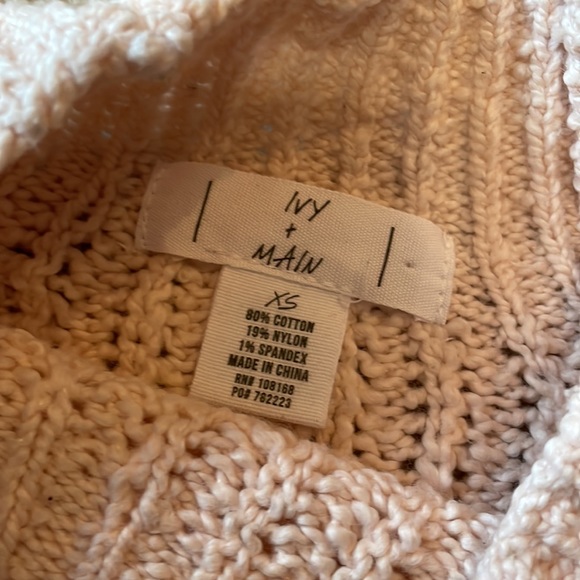 IVY
+
MAIN
XS
80% COTTON
19% NYLON
1% SPANDEX
MADE IN CHINA
RN# 108168
PO# 762223